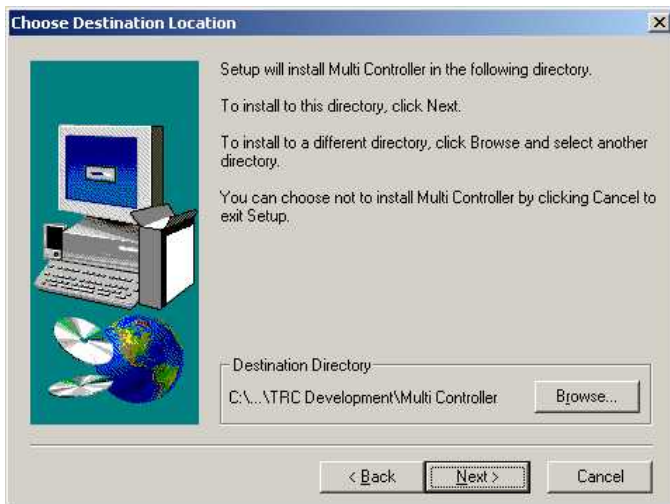 Choose Destination Location
Setup will install Multi Controller in the following directory.
To install to this directory, click Next.
To install to a different directory, click Browse and select another
directory.
You can choose not to install Multi Controller by clicking Cancel to
exit Setup.
Destination Directory
C:\...\TRC Development\Multi Controller
Browse...
< Back
Next >
Cancel